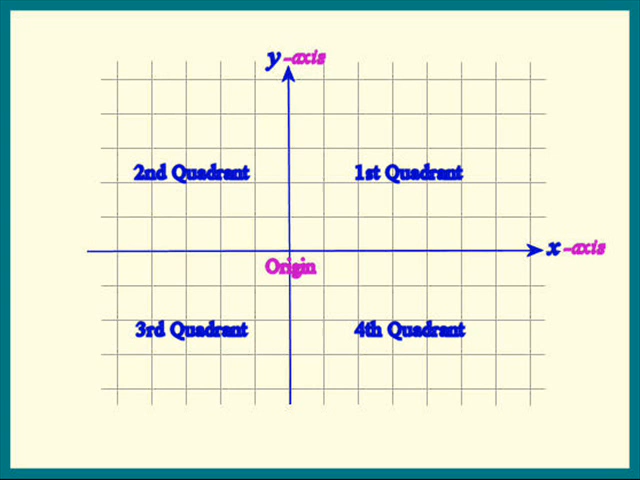 y-axis
2nd Quadrant
1st Quadrant
x-axis
Origin
3rd Quadrant
4th Quadrant